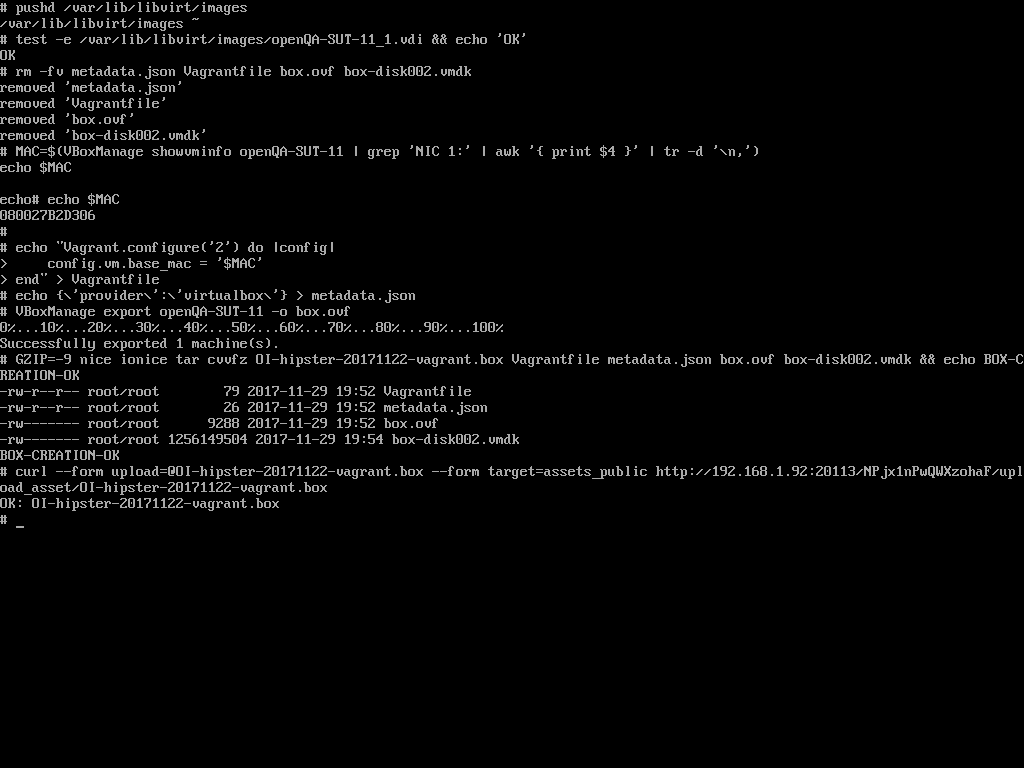 # pushd /var/lib/libvirt/images
/var/lib/libvirt/images ~
# test -e /var/lib/libvirt/images/openQA-SUT-11_1.vdi && echo 'OK'
OK
# rm -fv metadata.json Vagrantfile box.ovf box-disk002.vmdk
removed 'metadata.json'
removed 'Vagrantfile'
removed 'box.ovf'
removed 'box-disk002.vmdk'
# MAC=$(VBoxManage showvminfo openQA-SUT-11 | grep 'NIC 1:' | awk '{ print $4 }' | tr -d '\n,')
echo $MAC

echo# echo $MAC
080027B2D306
#
# echo "Vagrant.configure('2') do |config|
>     config.vm.base_mac = '$MAC'
> end" > Vagrantfile
# echo {\'provider\':\'virtualbox\'} > metadata.json
# VBoxManage export openQA-SUT-11 -o box.ovf
0%...10%...20%...30%...40%...50%...60%...70%...80%...90%...100%
Successfully exported 1 machine(s).
# GZIP=-9 nice ionice tar cvvfz OI-hipster-20171122-vagrant.box Vagrantfile metadata.json box.ovf box-disk002.vmdk && echo BOX-C
REATION-OK
-rw-r--r-- root/root        79 2017-11-29 19:52 Vagrantfile
-rw-r--r-- root/root        26 2017-11-29 19:52 metadata.json
-rw------- root/root      9288 2017-11-29 19:52 box.ovf
-rw------- root/root 1256149504 2017-11-29 19:54 box-disk002.vmdk
BOX-CREATION-OK
# curl --form upload=@OI-hipster-20171122-vagrant.box --form target=assets_public http://192.168.1.92:20113/NPjx1nPwQWXzohaF/upl
oad_asset/OI-hipster-20171122-vagrant.box
OK: OI-hipster-20171122-vagrant.box
# _